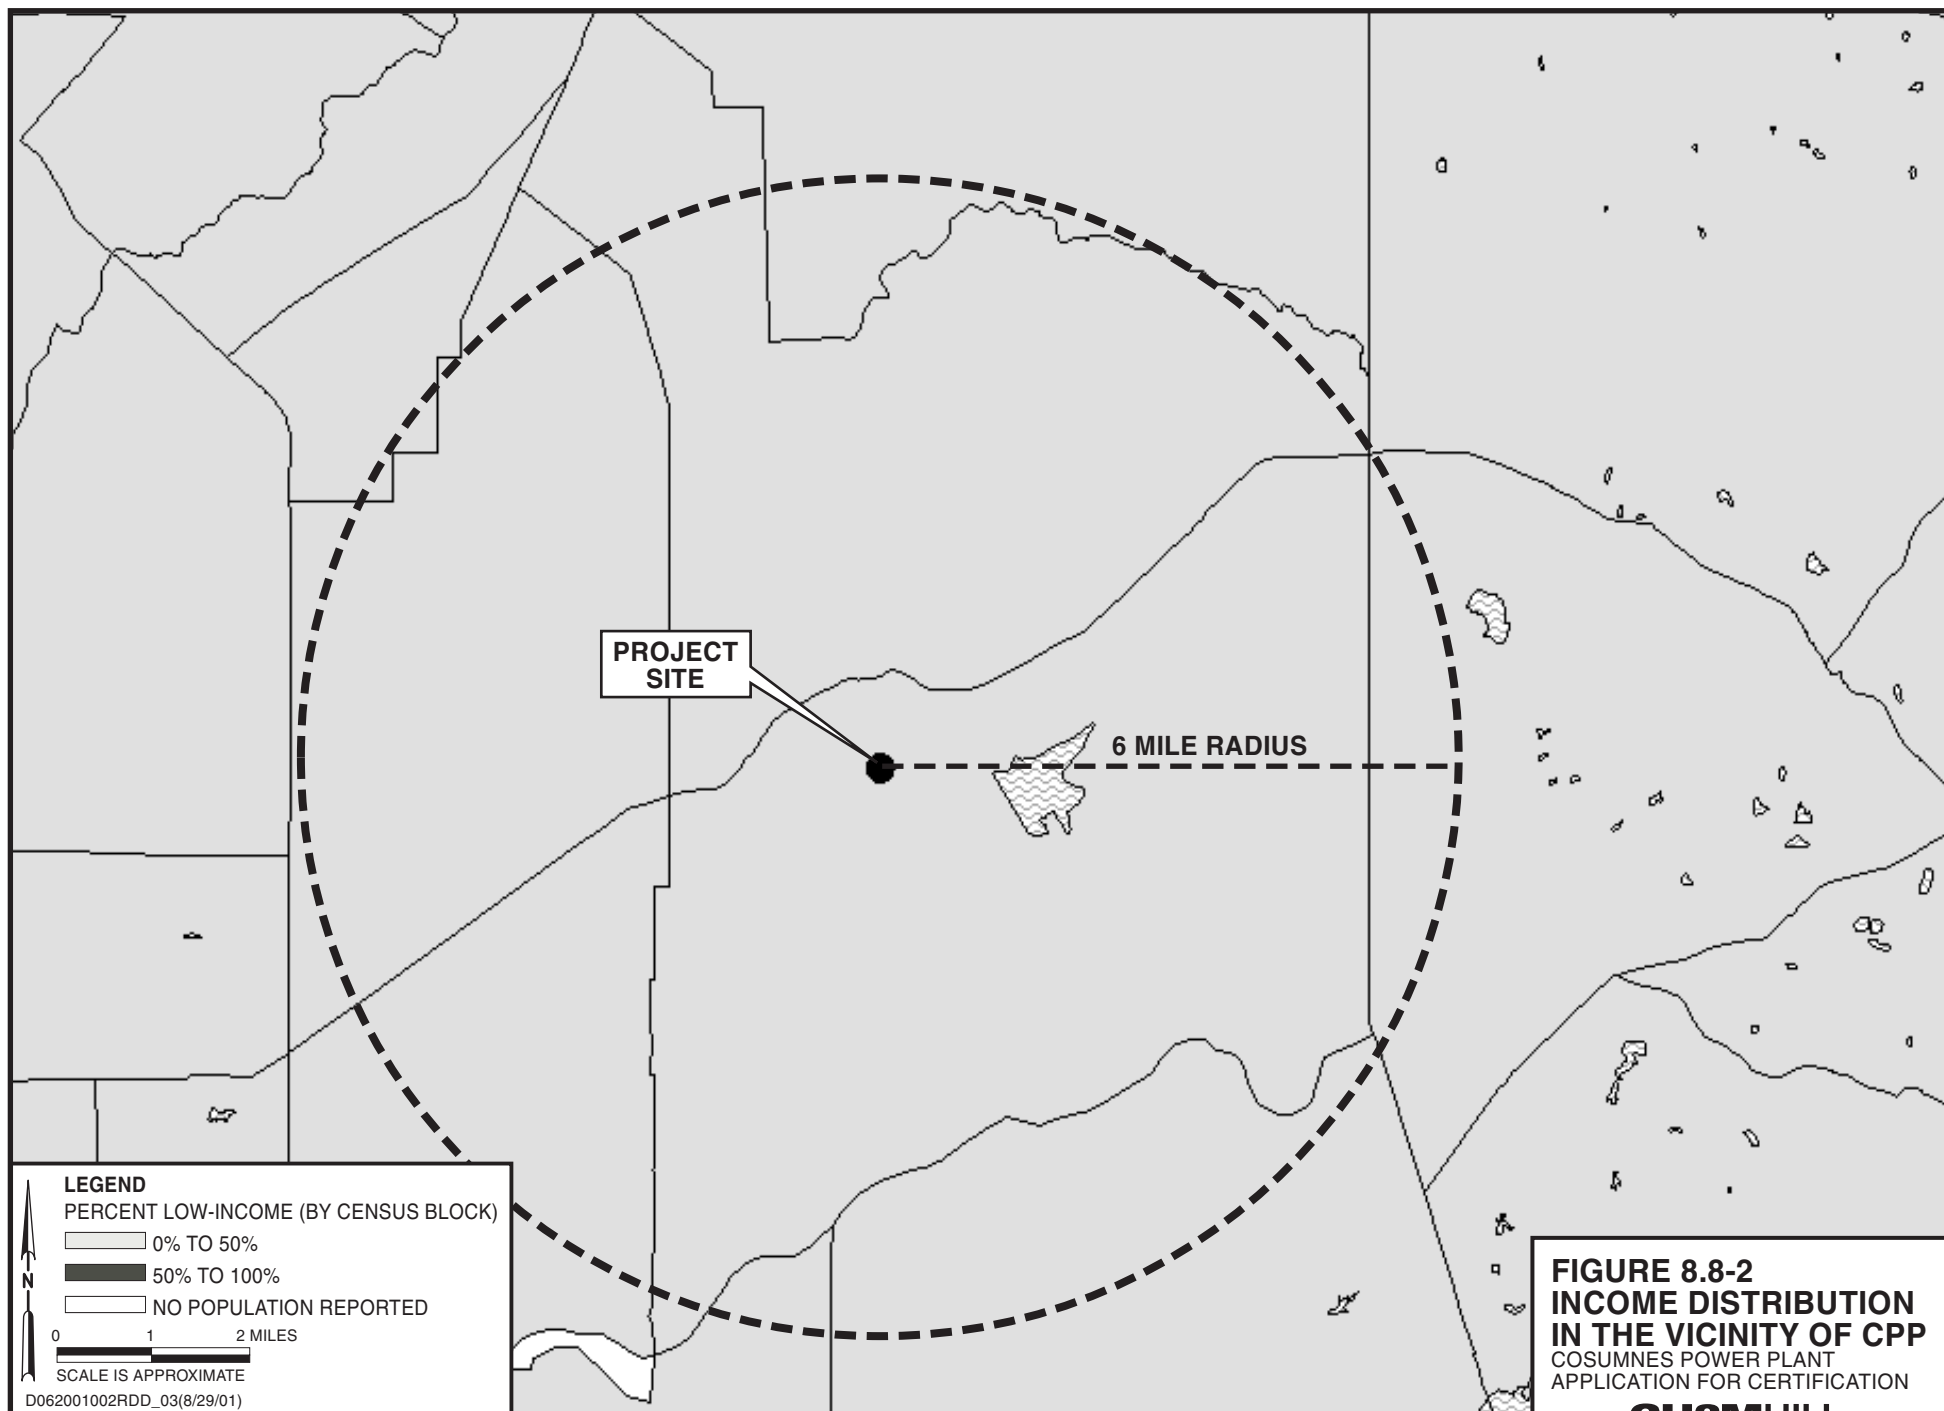 PROJECT
SITE
6 MILE RADIUS
LEGEND
PERCENT LOW-INCOME (BY CENSUS BLOCK)
0% TO 50%
50% TO 100%
NO POPULATION REPORTED
N
0 1 2 MILES
SCALE IS APPROXIMATE
D062001002RDD_03(8/29/01)
FIGURE 8.8-2
INCOME DISTRIBUTION
IN THE VICINITY OF CPP
COSUMNES POWER PLANT
APPLICATION FOR CERTIFICATION